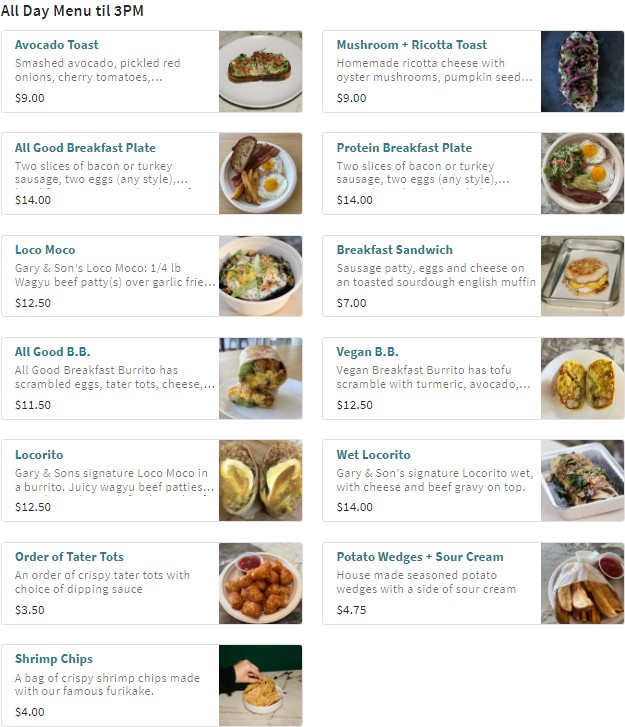 All Day Menu til 3PM
Avocado Toast
Smashed avocado, pickled red
onions, cherry tomatoes,...
$9.00
Mushroom + Ricotta Toast
Homemade ricotta cheese with
oyster mushrooms, pumpkin seed...
$9.00
All Good Breakfast Plate
Two slices of bacon or turkey
sausage, two eggs (any style),...
$14.00
Protein Breakfast Plate
Two slices of bacon or turkey
sausage, two eggs (any style),...
$14.00
Loco Moco
Gary & Son's Loco Moco: 1/4 lb
Wagyu beef patty(s) over garlic frie...
$12.50
Breakfast Sandwich
Sausage patty, eggs and cheese on
an toasted sourdough english muffin
$7.00
All Good B.B.
All Good Breakfast Burrito has
scrambled eggs, tater tots, cheese,...
$11.50
Vegan B.B.
Vegan Breakfast Burrito has tofu
scramble with turmeric, avocado,...
$12.50
Locorito
Gary & Sons signature Loco Moco in
a burrito. Juicy wagyu beef patties...
$12.50
Wet Locorito
Gary & Son's signature Locorito wet,
with cheese and beef gravy on top.
$14.00
Order of Tater Tots
An order of crispy tater tots with
choice of dipping sauce
$3.50
Potato Wedges + Sour Cream
House made seasoned potato
wedges with a side of sour cream
$4.75
Shrimp Chips
A bag of crispy shrimp chips made
with our famous furikake.
$4.00